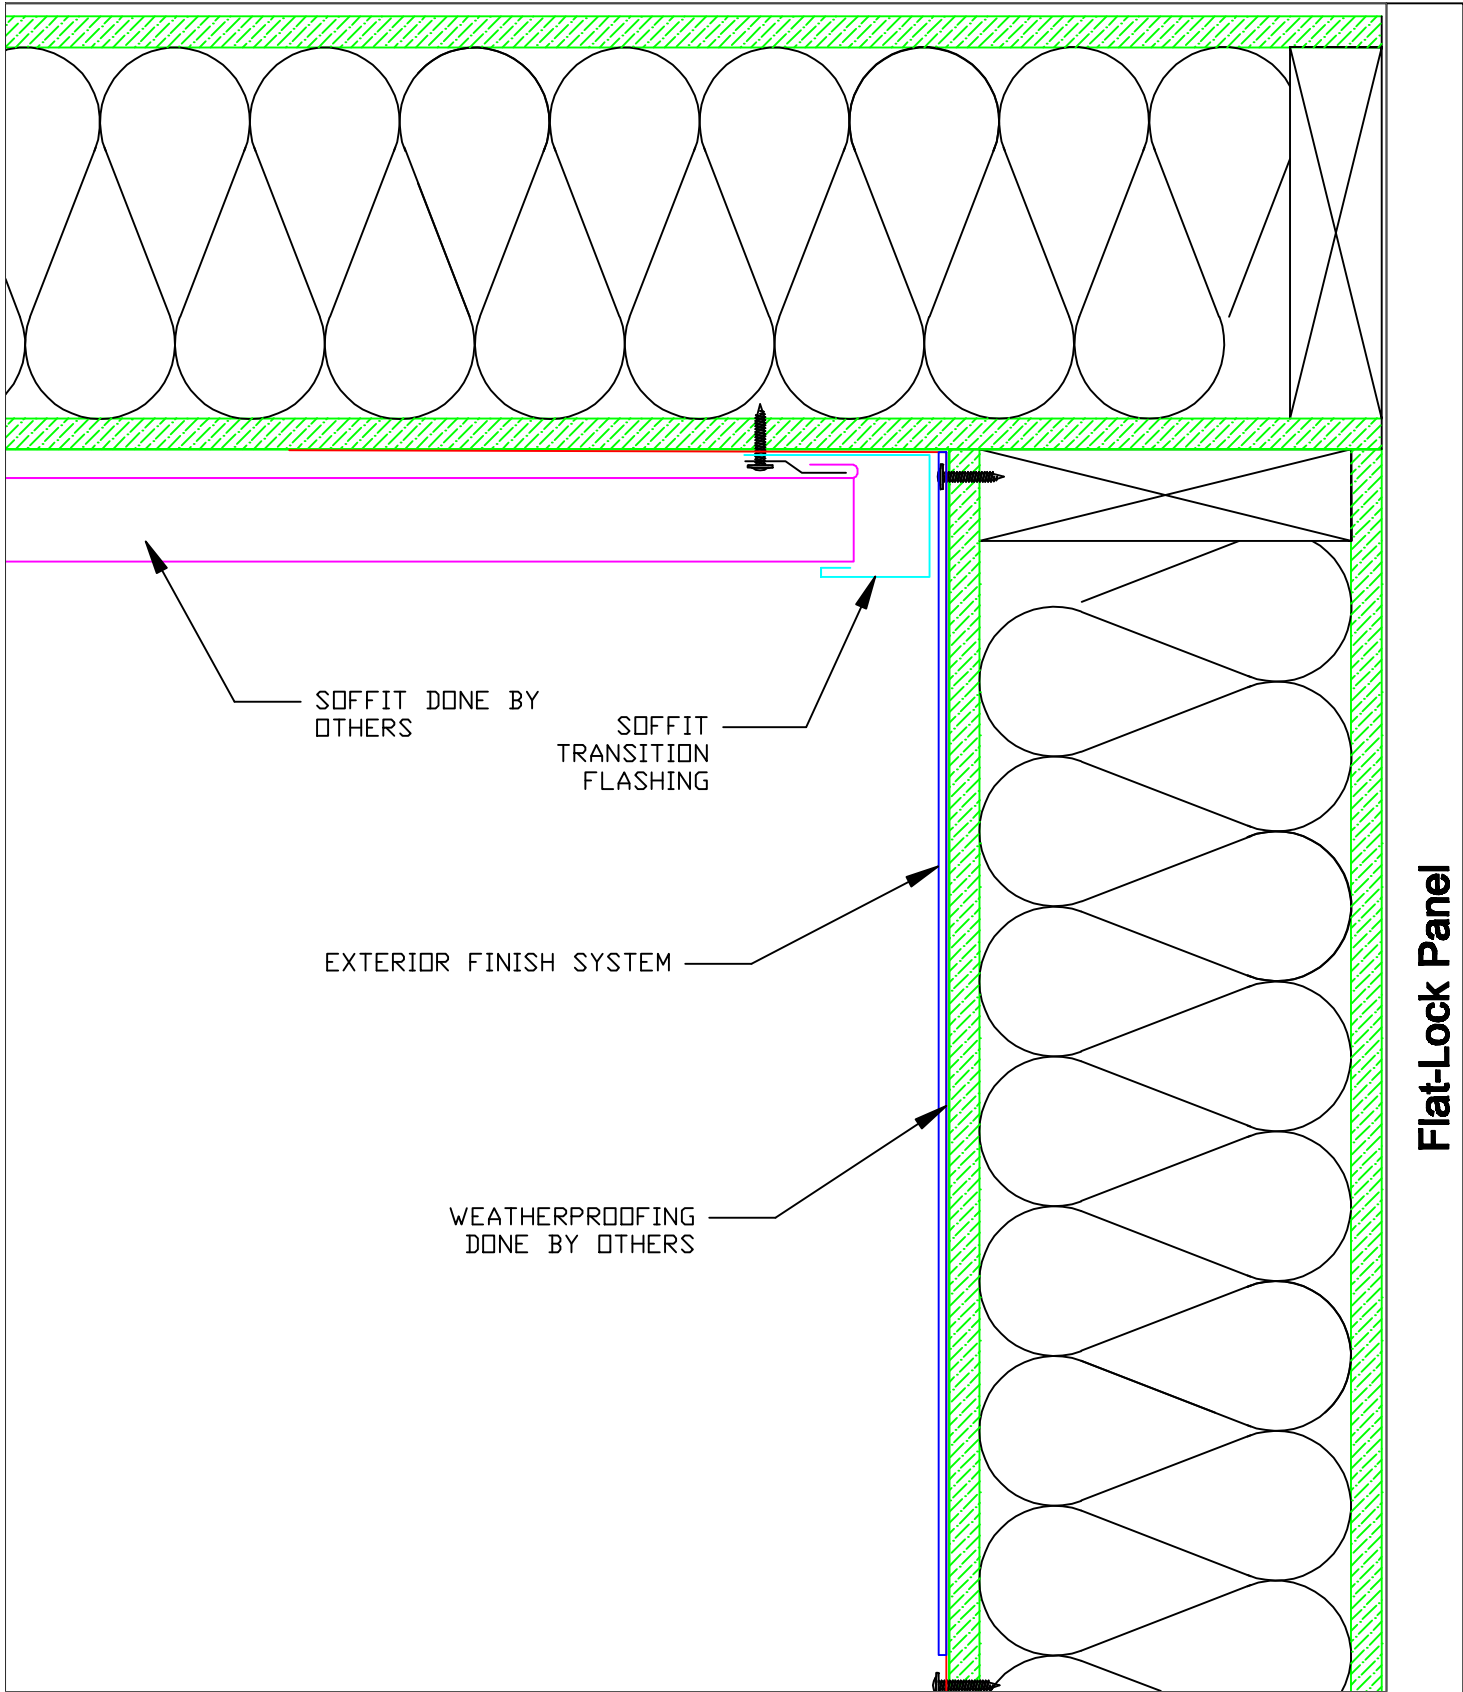 SOFFIT DONE BY
OTHERS
SOFFIT
TRANSITION
FLASHING
EXTERIOR FINISH SYSTEM
WEATHERPROOFING
DONE BY OTHERS
Flat-Lock Panel